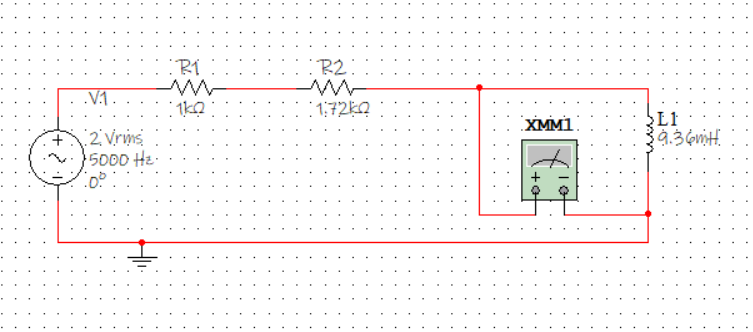 R1
R2
V1
1kΩ
1.72kΩ
XMM1
L1
2 Vrms
9.36mH
5000 Hz
0°